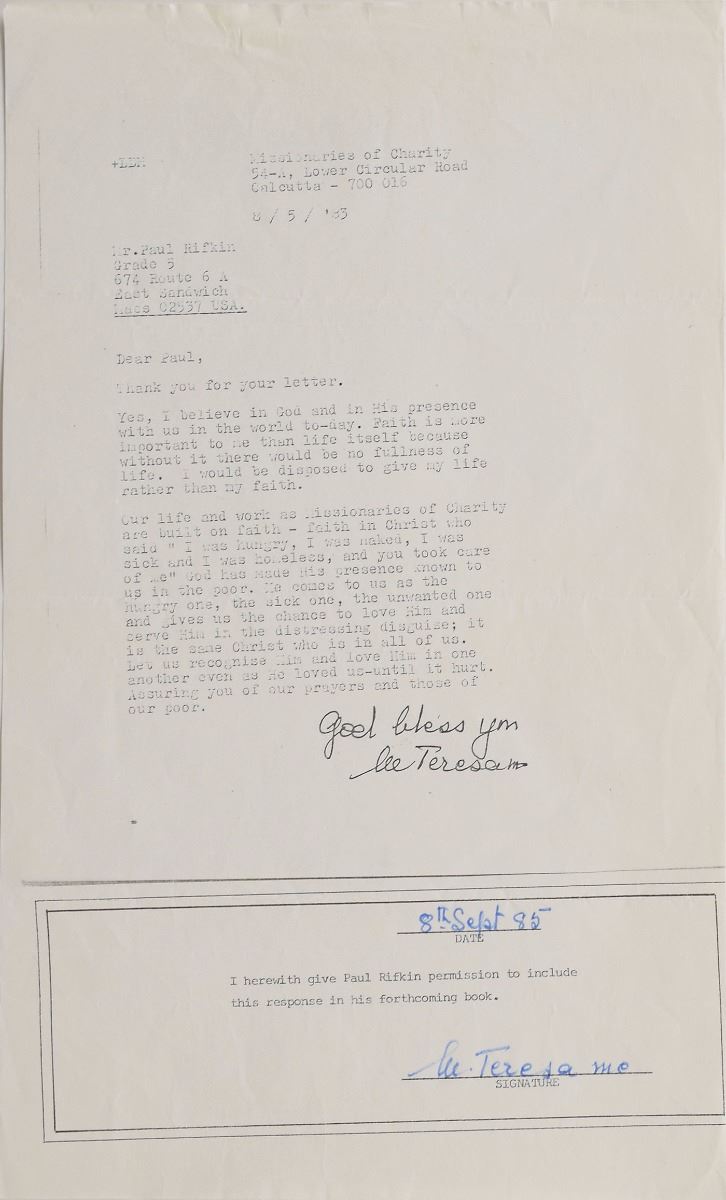 +LDM
Missionaries of Charity
54-A, Lower Circular Road
Calcutta - 700 016
8 / 5 / '83
Mr.Paul Rifkin
Grade 5
674 Route 6 A
East Sandwich
Mass 02537 USA.
Dear Paul,
Thank you for your letter.
Yes, I believe in God and in His presence
with us in the world to-day. Faith is more
important to me than life itself because
without it there would be no fullness of
life. I would be disposed to give my life
rather than my faith.
Our life and work as Missionaries of Charity
are built on faith - faith in Christ who
said " I was hungry, I was naked, I was
sick and I was homeless, and you took care
of me" God has made His presence known to
us in the poor. He comes to us as the
hungry one, the sick one, the unwanted one
and gives us the chance to love Him and
serve Him in the distressing disguise; it
is the same Christ who is in all of us.
Let us recognise Him and love Him in one
another even as He loved us-until it hurt.
Assuring you of our prayers and those of
our poor.
God bless you
M Teresa mc
8th Sept 85
DATE
I herewith give Paul Rifkin permission to include
this response in his forthcoming book.
M. Teresa mc
SIGNATURE